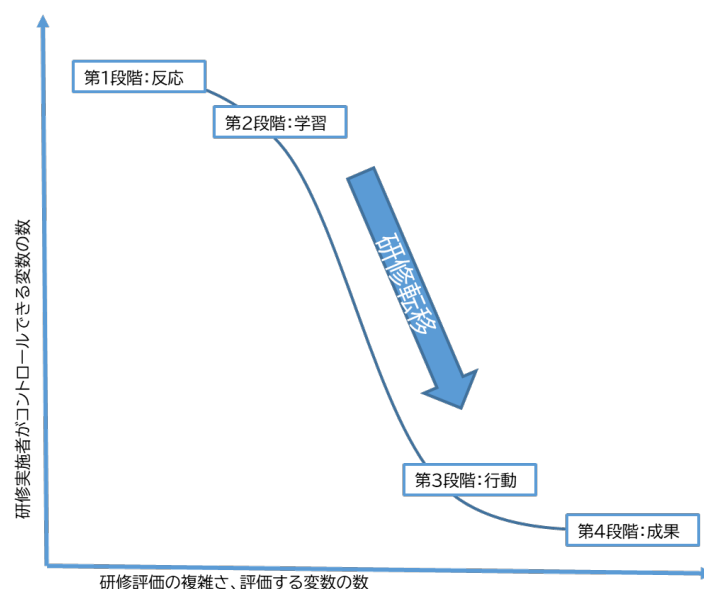 第1段階：反応
第2段階：学習
研修転移
第3段階：行動
第4段階：成果
研修実施者がコントロールできる変数の数
研修評価の複雑さ、評価する変数の数